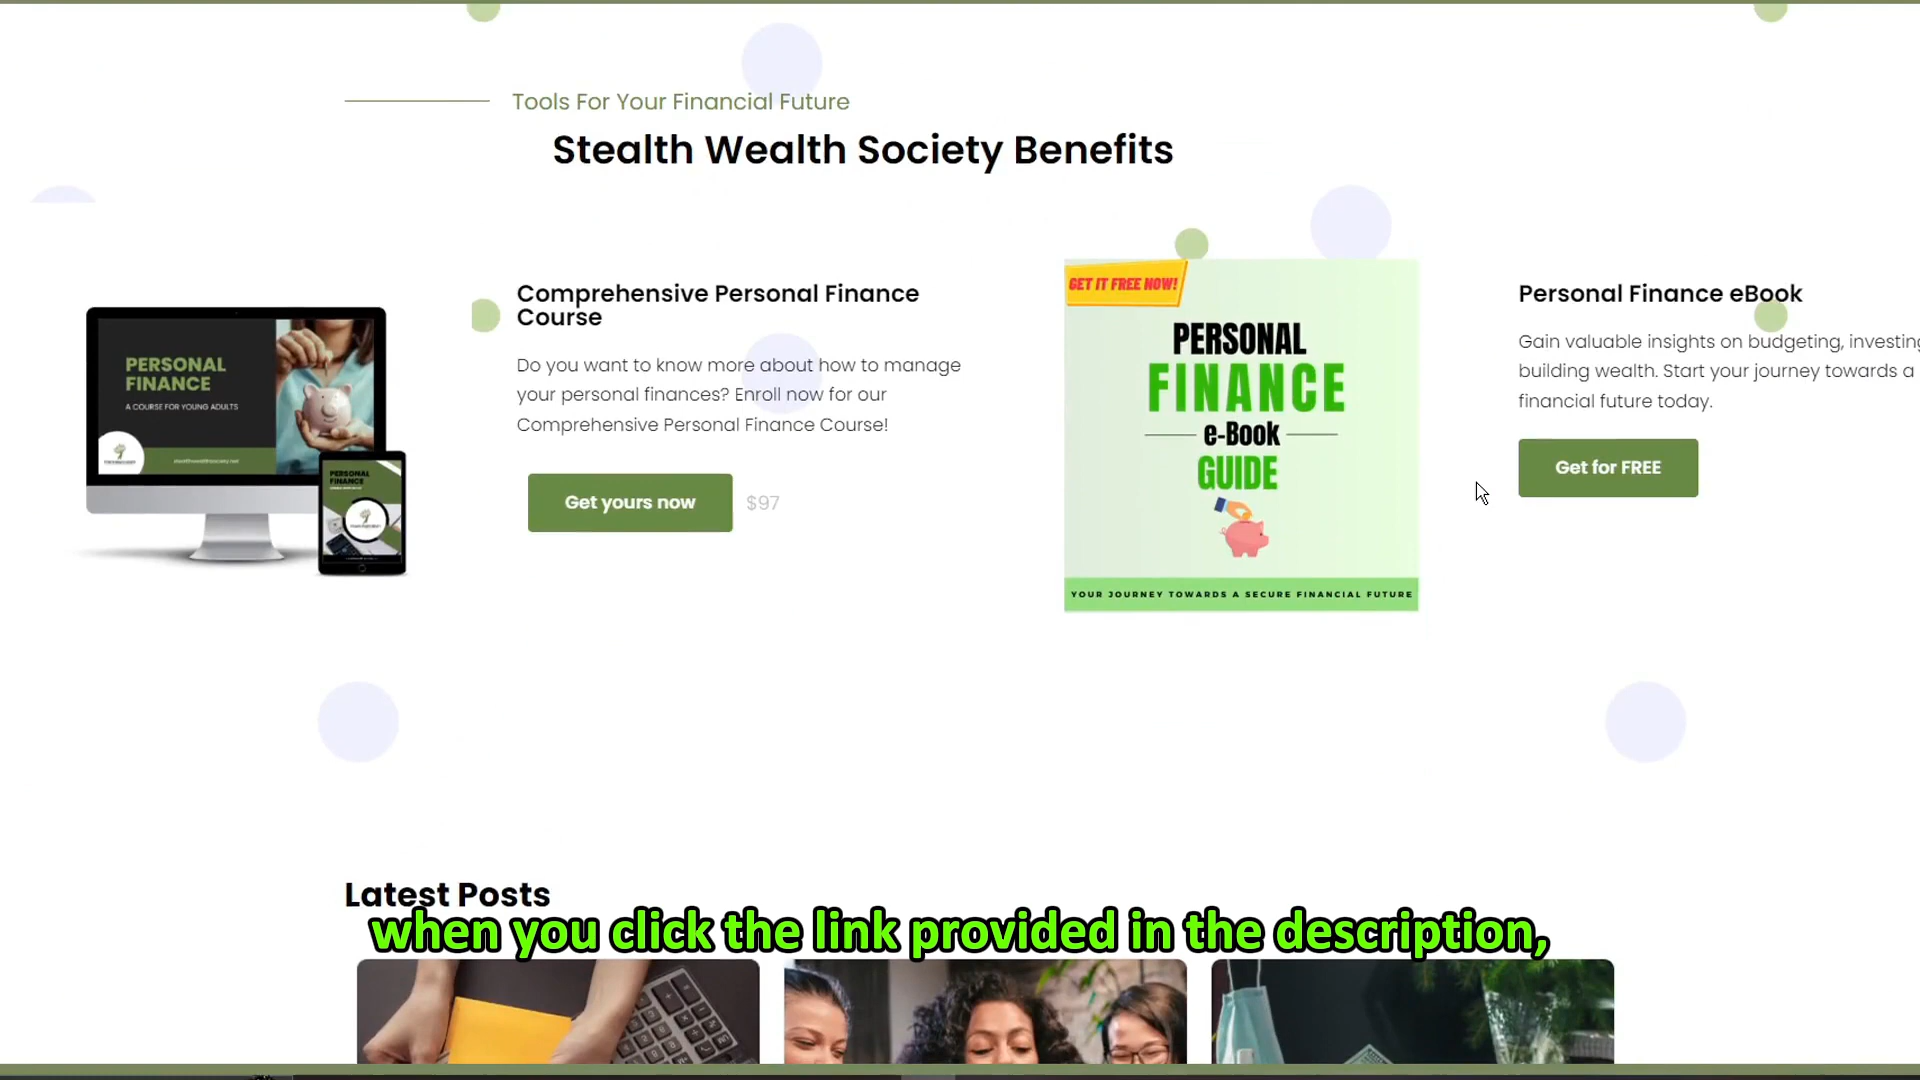 Tools For Your Financial Future
Stealth Wealth Society Benefits
PERSONAL
FINANCE
A COURSE FOR YOUNG ADULTS
stealthwealthsociety.net
PERSONAL
FINANCE
Comprehensive Personal Finance
Course
Do you want to know more about how to manage
your personal finances? Enroll now for our
Comprehensive Personal Finance Course!
Get yours now
$97
GET IT FREE NOW!
PERSONAL
FINANCE
e-Book
GUIDE
YOUR JOURNEY TOWARDS A SECURE FINANCIAL FUTURE
Personal Finance eBook
Gain valuable insights on budgeting, investing
building wealth. Start your journey towards a
financial future today.
Get for FREE
Latest Posts
when you click the link provided in the description,